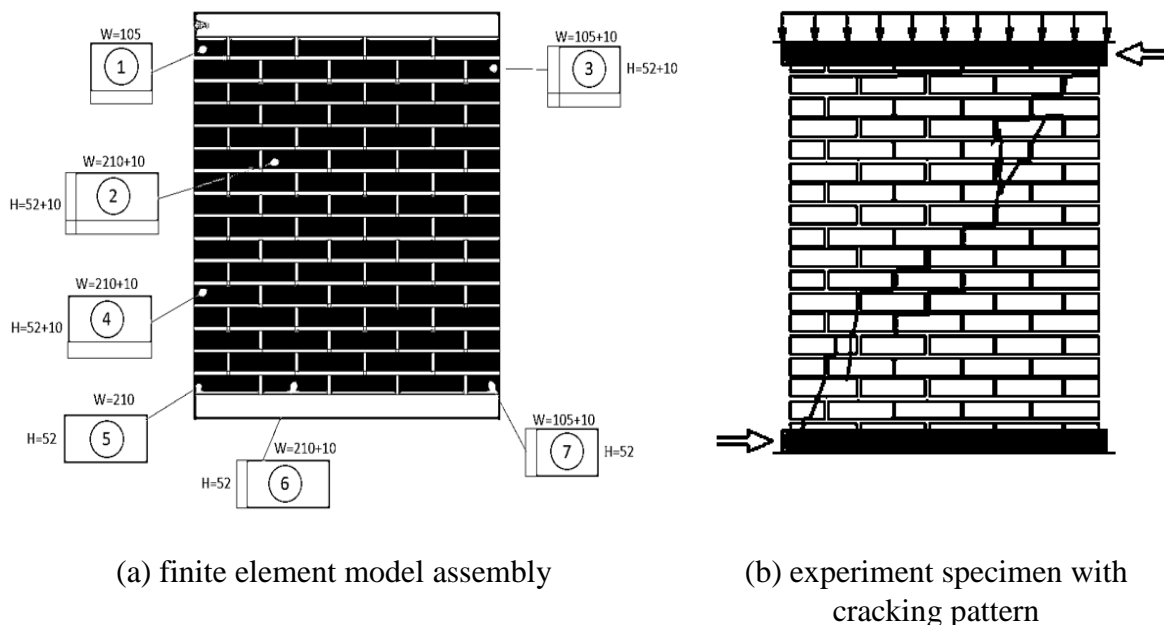 W=105
1
W=105+10
3
H=52+10
W=210+10
2
H=52+10
W=210+10
4
H=52+10
W=210
5
H=52
W=210+10
6
H=52
W=105+10
7
H=52
(a) finite element model assembly
(b) experiment specimen with
cracking pattern